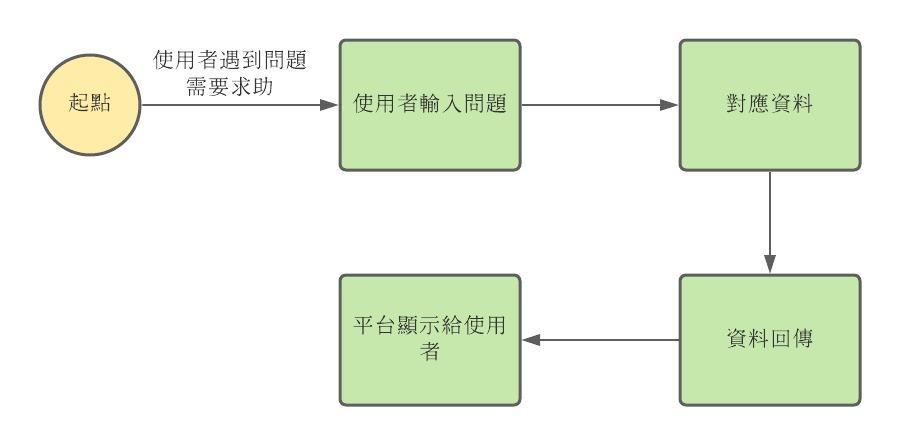 起點
使用者遇到問題
需要求助
使用者輸入問題
對應資料
資料回傳
平台顯示給使用
者